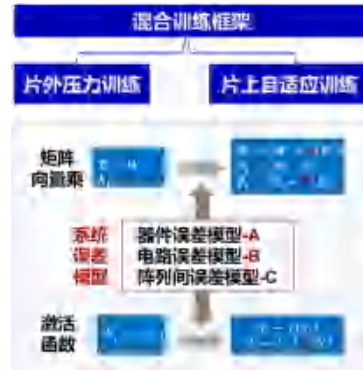 混合训练框架
片外压力训练
片上自适应训练
矩阵
向量乘
系统
误差
模型
器件误差模型-A
电路误差模型-B
阵列间误差模型-C
激活
函数